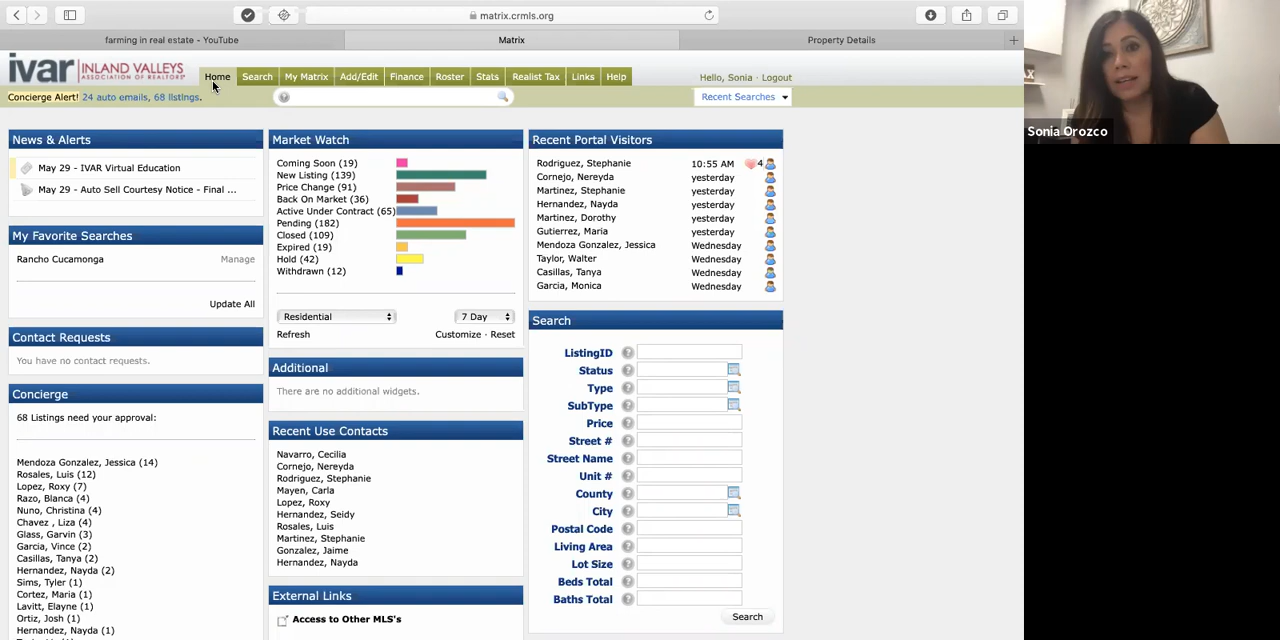 matrix.crmls.org
farming in real estate - YouTube
Matrix
Property Details
ivar INLAND VALLEYS
ASSOCIATION OF REALTORS®
Home
Search
My Matrix
Add/Edit
Finance
Roster
Stats
Realist Tax
Links
Help
Hello, Sonia · Logout
Concierge Alert! 24 auto emails, 68 listings.
Recent Searches
News & Alerts
May 29 - IVAR Virtual Education
May 29 - Auto Sell Courtesy Notice - Final ...
My Favorite Searches
Rancho Cucamonga
Manage
Update All
Contact Requests
You have no contact requests.
Concierge
68 Listings need your approval:
Mendoza Gonzalez, Jessica (14)
Rosales, Luis (12)
Lopez, Roxy (7)
Razo, Blanca (4)
Nuno, Christina (4)
Chavez , Liza (4)
Glass, Garvin (3)
Garcia, Vince (2)
Casillas, Tanya (2)
Hernandez, Nayda (2)
Sims, Tyler (1)
Cortez, Maria (1)
Lavitt, Elayne (1)
Ortiz, Josh (1)
Hernandez, Nayda (1)
Market Watch
Coming Soon (19)
New Listing (139)
Price Change (91)
Back On Market (36)
Active Under Contract (65)
Pending (182)
Closed (109)
Expired (19)
Hold (42)
Withdrawn (12)
Residential
7 Day
Refresh
Customize · Reset
Additional
There are no additional widgets.
Recent Use Contacts
Navarro, Cecilia
Cornejo, Nereyda
Rodriguez, Stephanie
Mayen, Carla
Lopez, Roxy
Hernandez, Seidy
Rosales, Luis
Martinez, Stephanie
Gonzalez, Jaime
Hernandez, Nayda
External Links
Access to Other MLS's
Recent Portal Visitors
Rodriguez, Stephanie 10:55 AM 4
Cornejo, Nereyda yesterday
Martinez, Stephanie yesterday
Hernandez, Nayda yesterday
Martinez, Dorothy yesterday
Gutierrez, Maria yesterday
Mendoza Gonzalez, Jessica Wednesday
Taylor, Walter Wednesday
Casillas, Tanya Wednesday
Garcia, Monica Wednesday
Search
ListingID
Status
Type
SubType
Price
Street #
Street Name
Unit #
County
City
Postal Code
Living Area
Lot Size
Beds Total
Baths Total
Search
Sonia Orozco